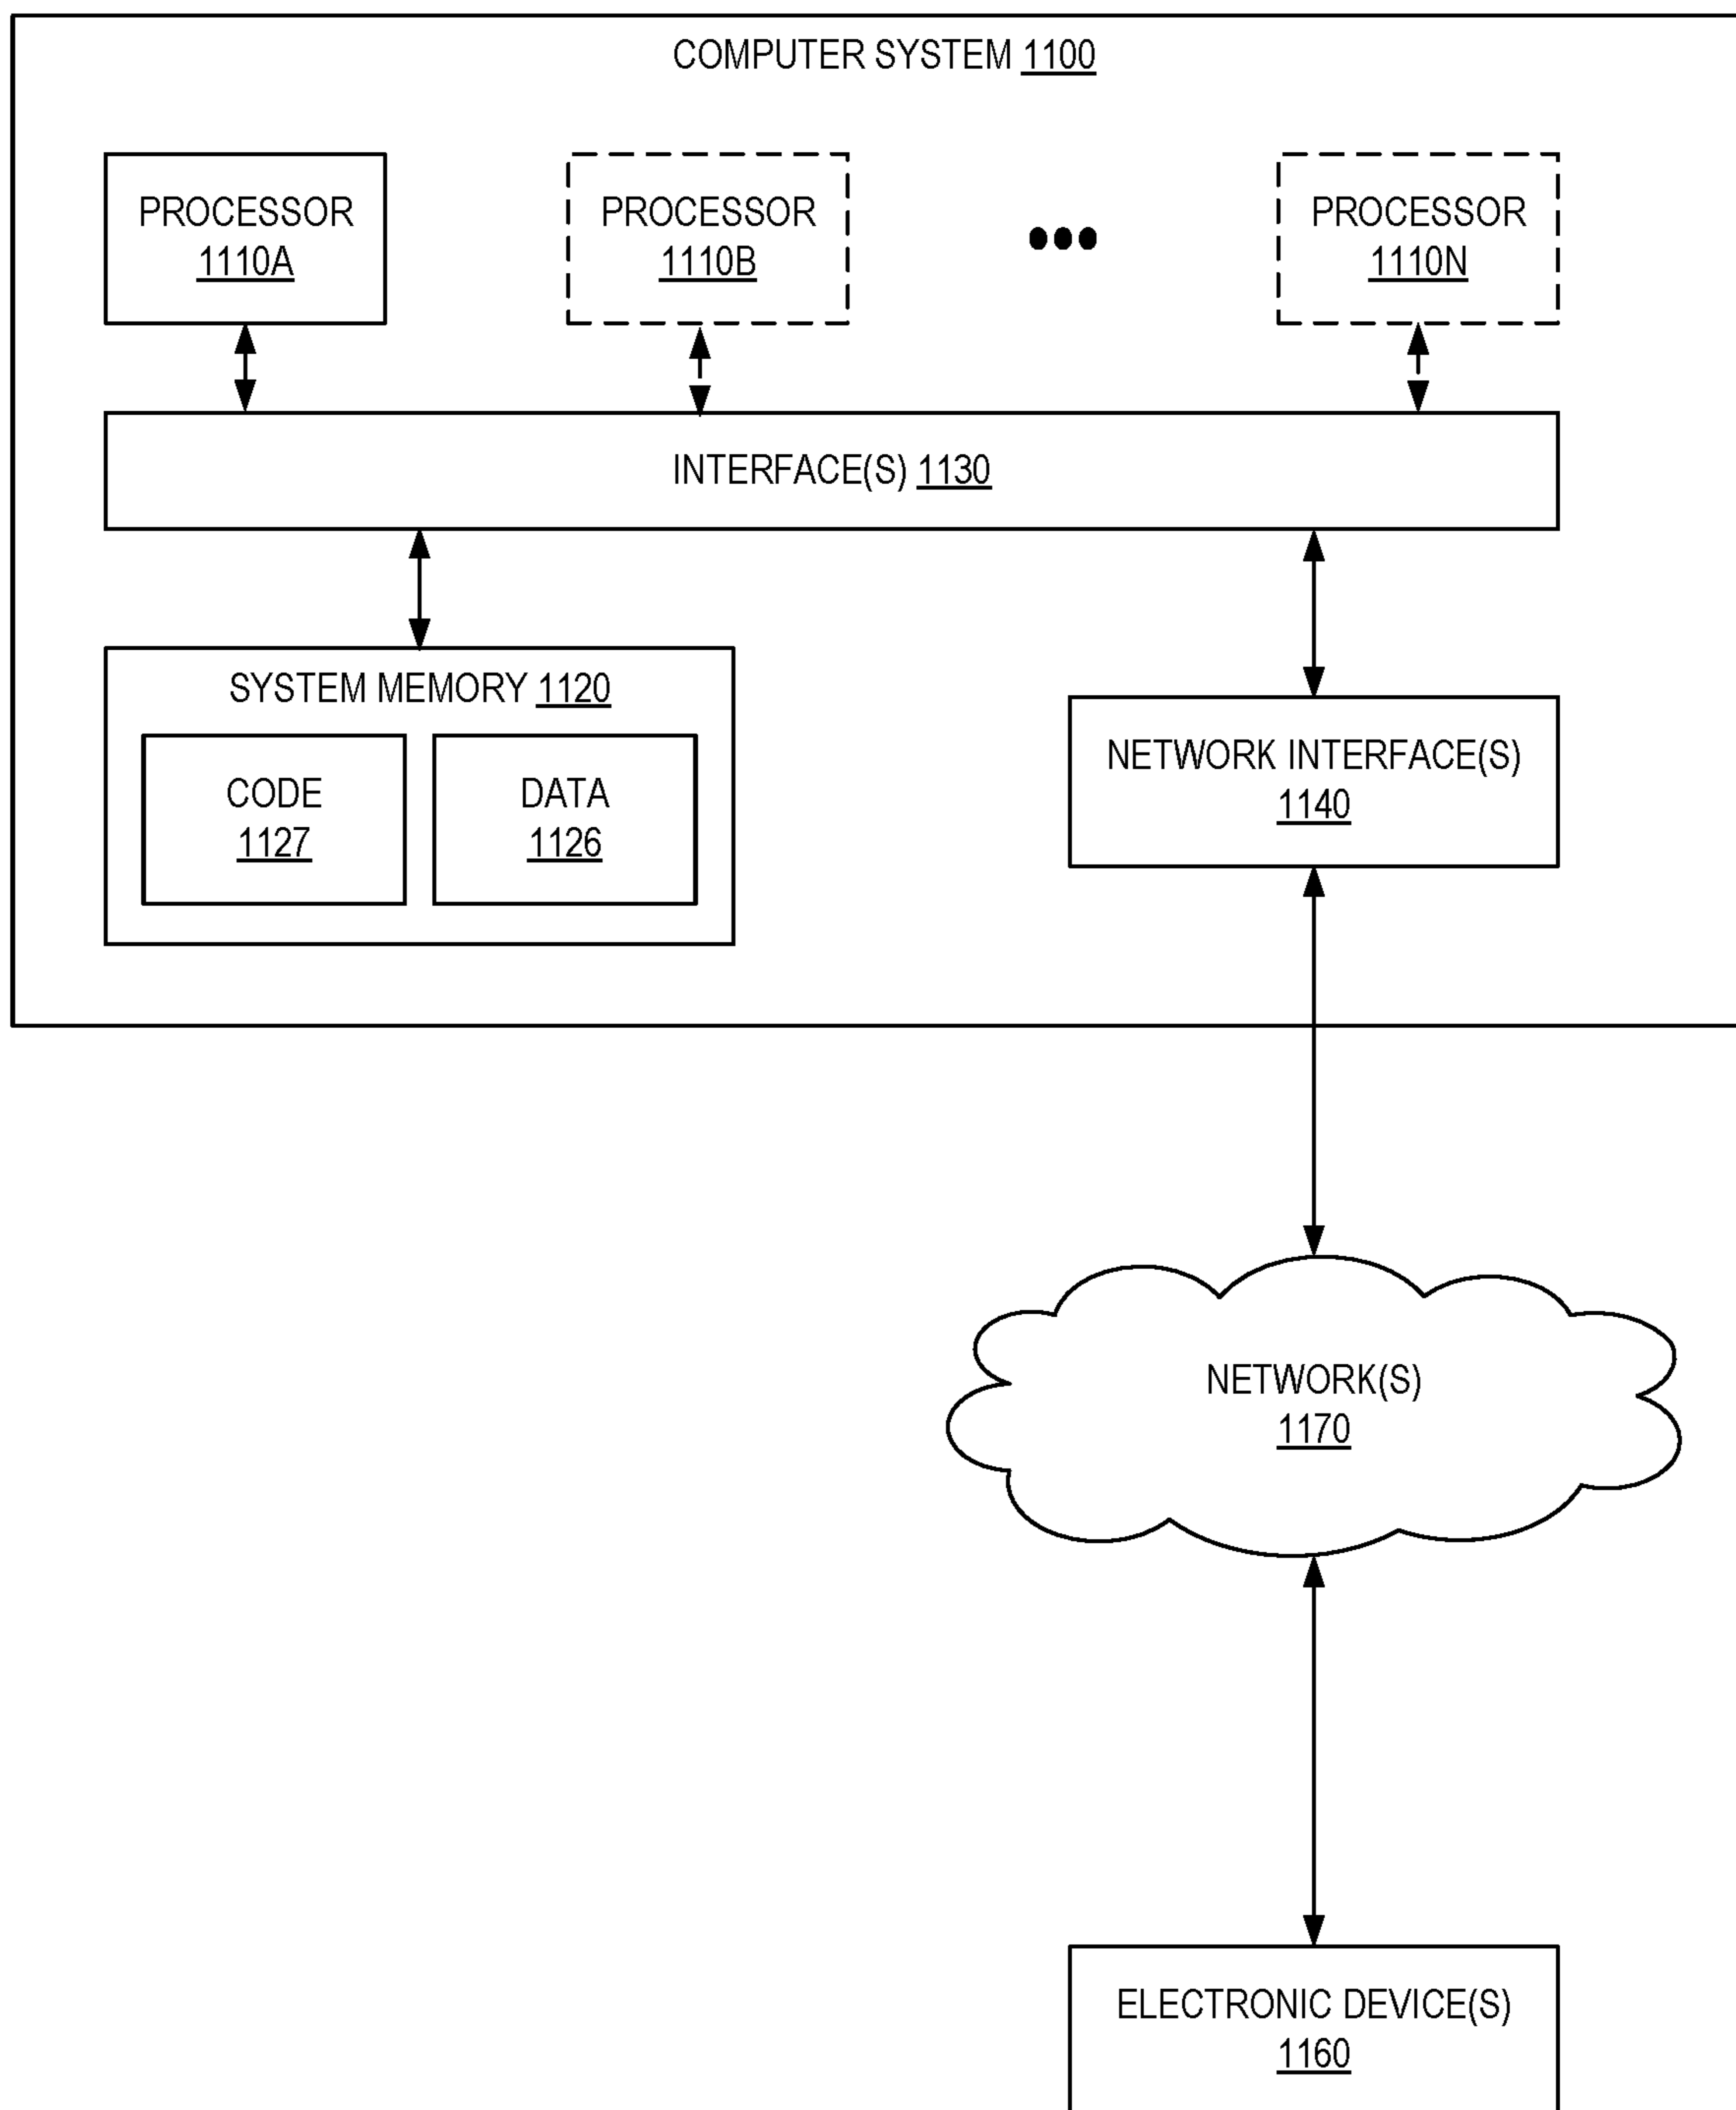 COMPUTER SYSTEM 1100
PROCESSOR
1110A
PROCESSOR
1110B
PROCESSOR
1110N
INTERFACE(S) 1130
SYSTEM MEMORY 1120
CODE
1127
DATA
1126
NETWORK INTERFACE(S)
1140
NETWORK(S)
1170
ELECTRONIC DEVICE(S)
1160